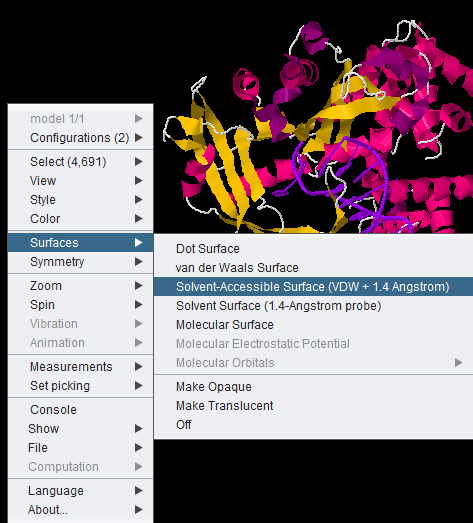 model 1/1
Configurations (2)
Select (4,691)
View
Style
Color
Surfaces
Symmetry
Zoom
Spin
Vibration
Animation
Measurements
Set picking
Console
Show
File
Computation
Language
About...
Dot Surface
van der Waals Surface
Solvent-Accessible Surface (VDW + 1.4 Angstrom)
Solvent Surface (1.4-Angstrom probe)
Molecular Surface
Molecular Electrostatic Potential
Molecular Orbitals
Make Opaque
Make Translucent
Off